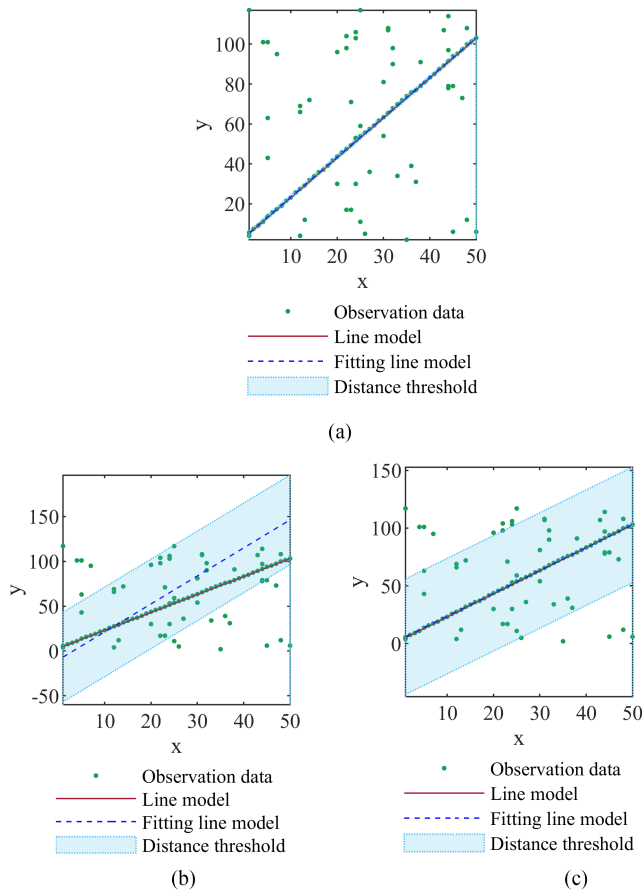 100
80
60
40
20
y
10 20 30 40 50
x
Observation data
Line model
Fitting line model
Distance threshold
(a)
150
100
50
0
-50
y
10 20 30 40 50
x
Observation data
Line model
Fitting line model
Distance threshold
(b)
150
100
50
0
y
10 20 30 40 50
x
Observation data
Line model
Fitting line model
Distance threshold
(c)